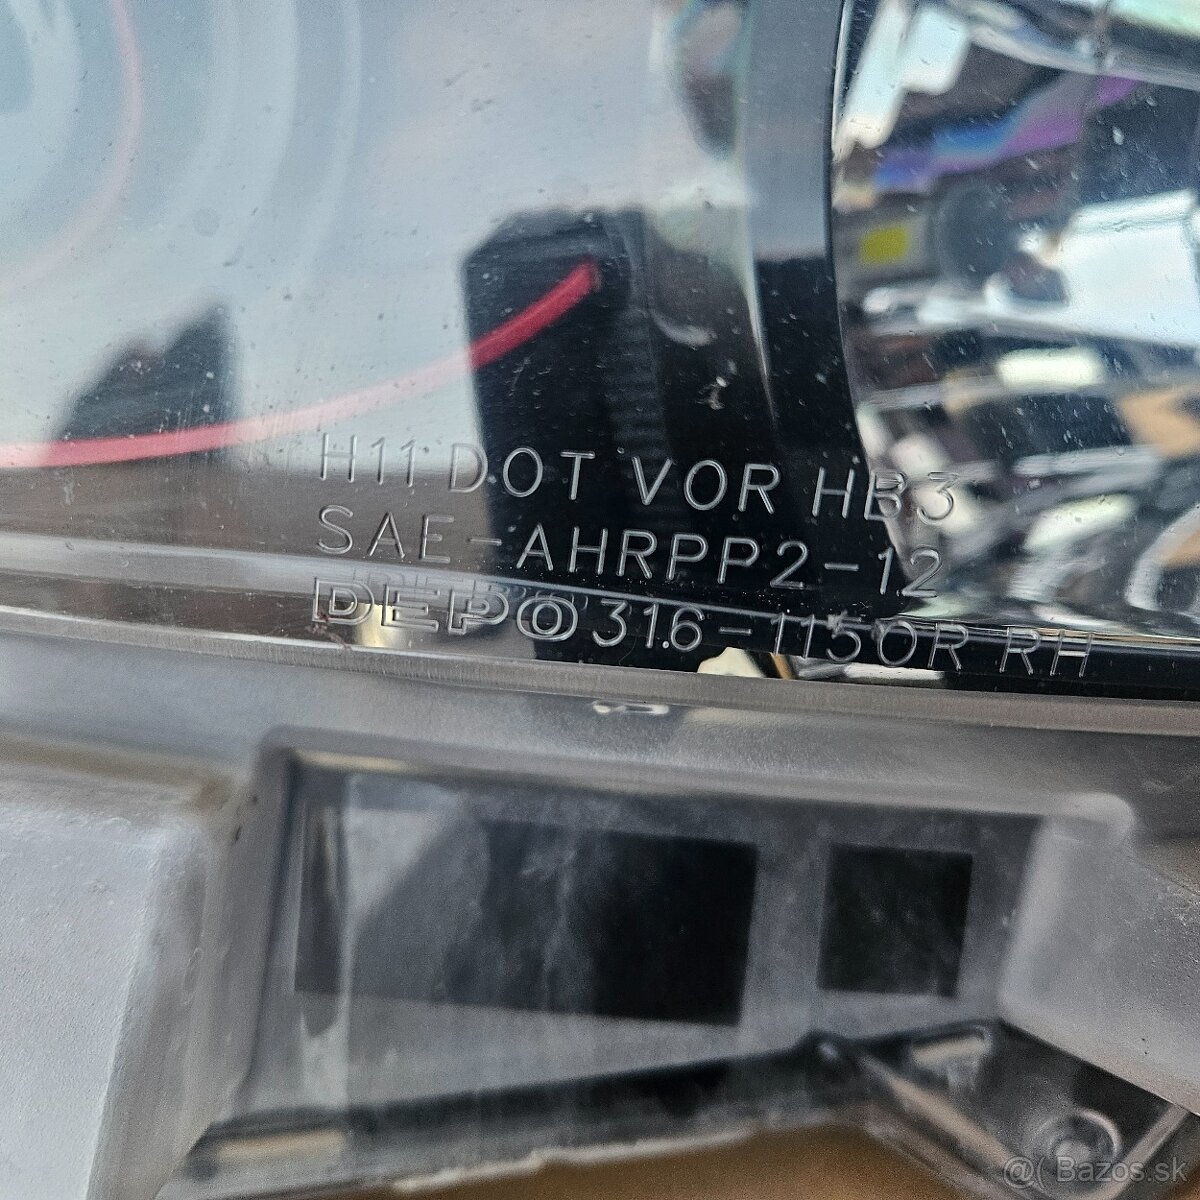 H11 DOT VOR HB3
SAE-AHRPP2-12
DEPO 316-1150R RH
@( Bazos.sk